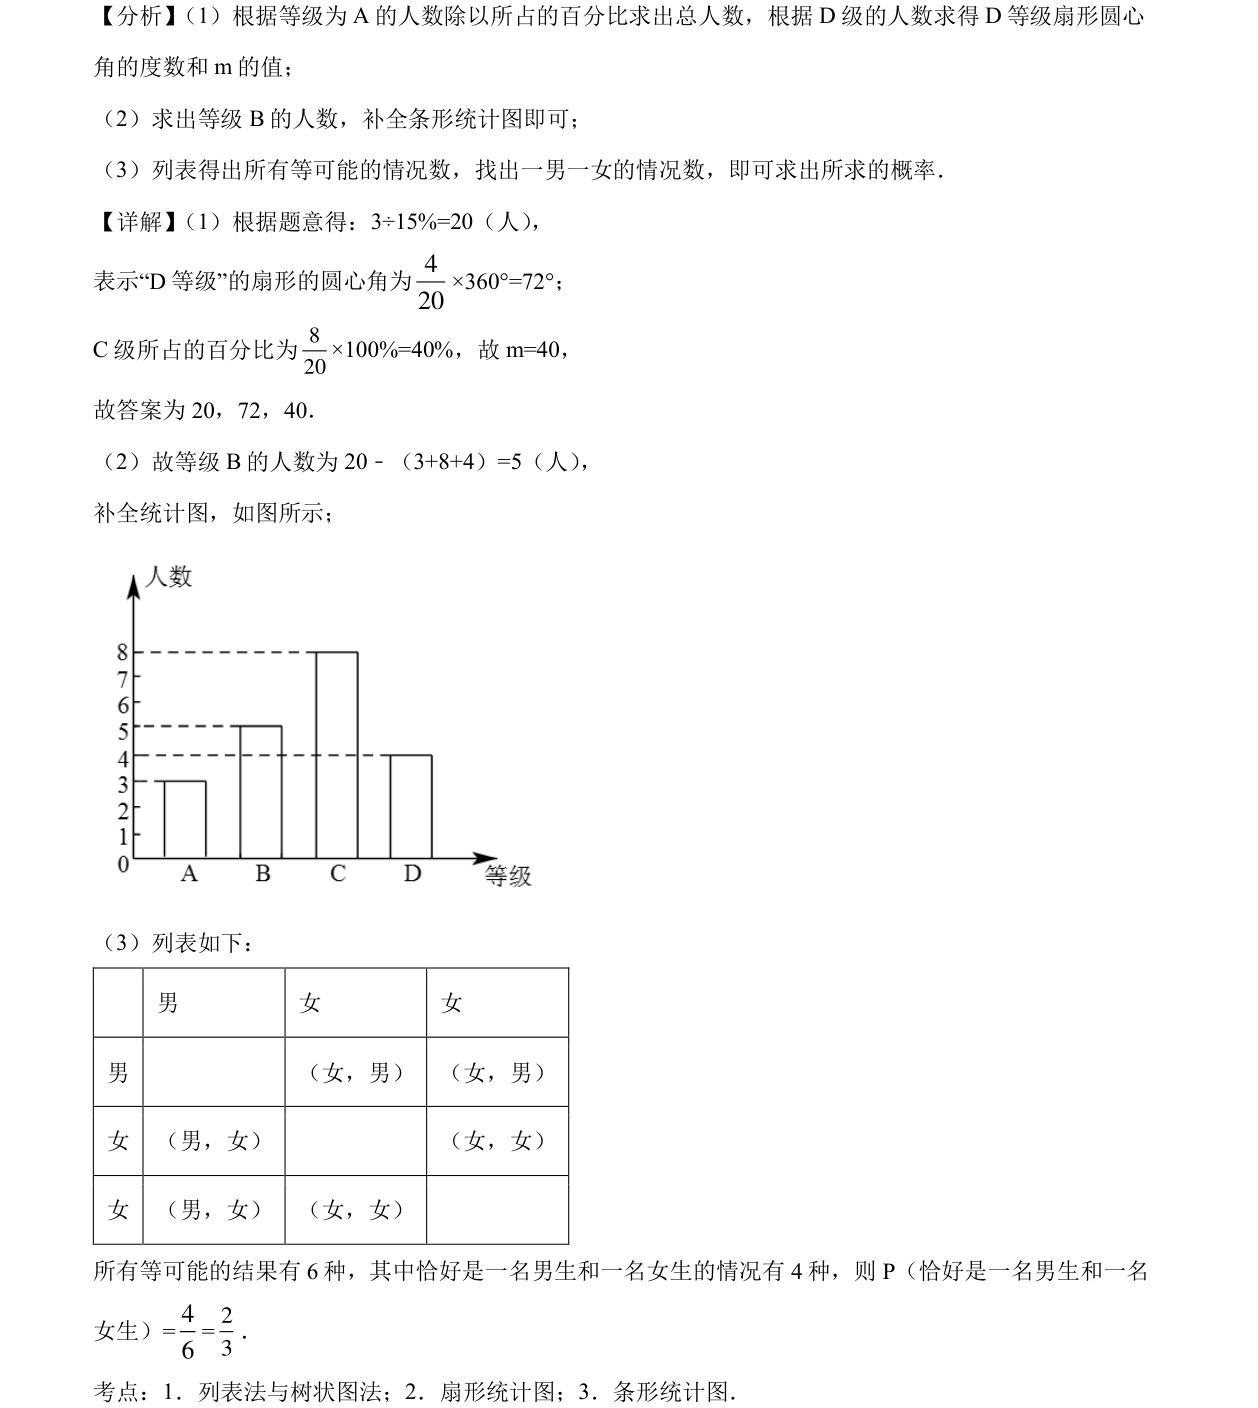 【分析】（1）根据等级为 A 的人数除以所占的百分比求出总人数，根据 D 级的人数求得 D 等级扇形圆心
角的度数和 m 的值；
（2）求出等级 B 的人数，补全条形统计图即可；
（3）列表得出所有等可能的情况数，找出一男一女的情况数，即可求出所求的概率．
【详解】（1）根据题意得：3÷15%=20（人），
表示“D 等级”的扇形的圆心角为 4/20 ×360°=72°；
C 级所占的百分比为 8/20 ×100%=40%，故 m=40，
故答案为 20，72，40．
（2）故等级 B 的人数为 20﹣（3+8+4）=5（人），
补全统计图，如图所示；
人数
8
7
6
5
4
3
2
1
0
A B C D 等级
（3）列表如下：
男 女 女
男 （女，男） （女，男）
女 （男，女） （女，女）
女 （男，女） （女，女）
所有等可能的结果有 6 种，其中恰好是一名男生和一名女生的情况有 4 种，则 P（恰好是一名男生和一名
女生）= 4/6 = 2/3 ．
考点：1．列表法与树状图法；2．扇形统计图；3．条形统计图．